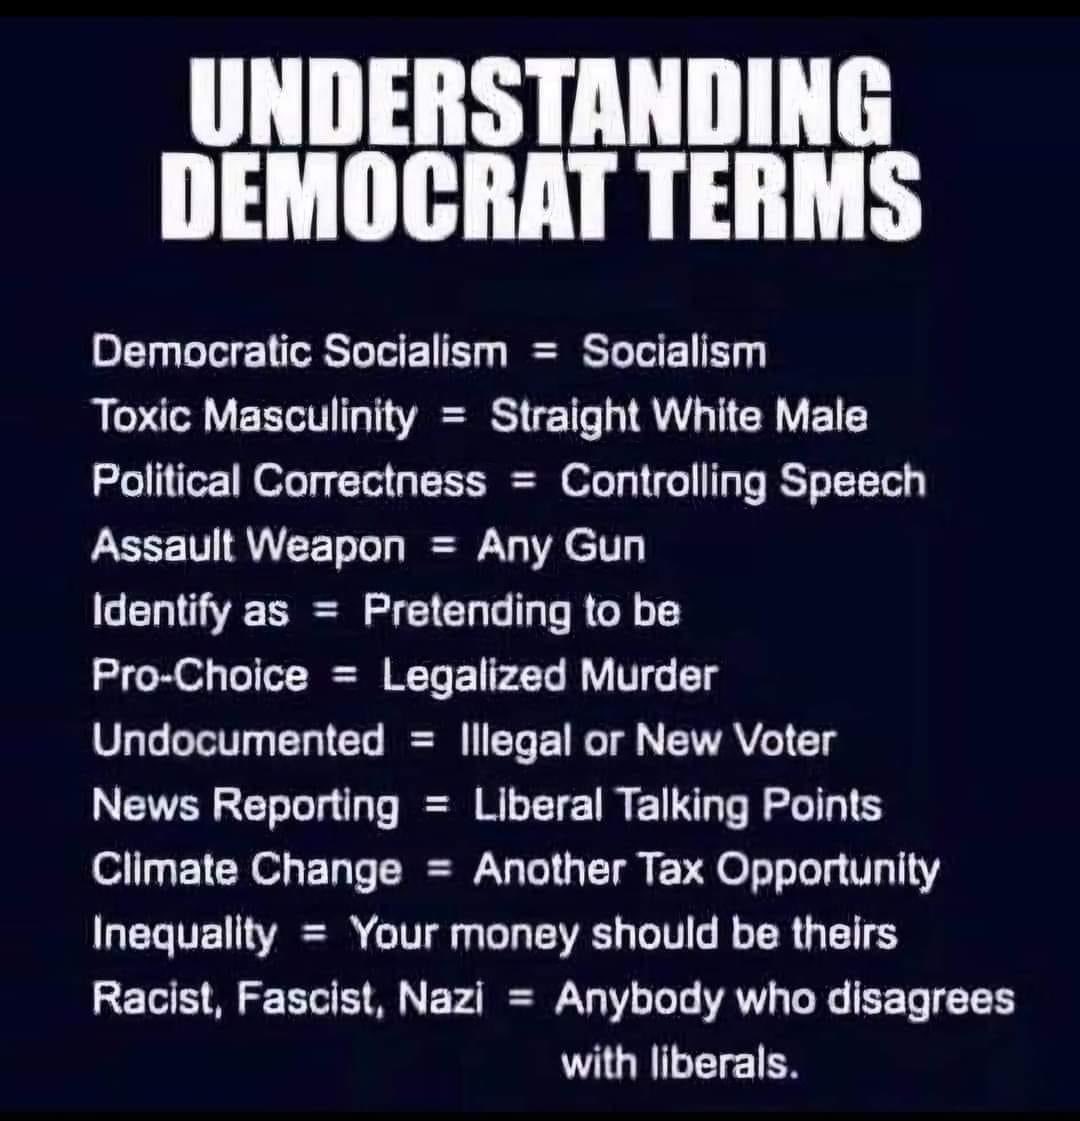 UNDERSTANDING
DEMOCRAT TERMS
Democratic Socialism = Socialism
Toxic Masculinity = Straight White Male
Political Correctness = Controlling Speech
Assault Weapon = Any Gun
Identify as = Pretending to be
Pro-Choice = Legalized Murder
Undocumented = Illegal or New Voter
News Reporting = Liberal Talking Points
Climate Change = Another Tax Opportunity
Inequality = Your money should be theirs
Racist, Fascist, Nazi = Anybody who disagrees
with liberals.